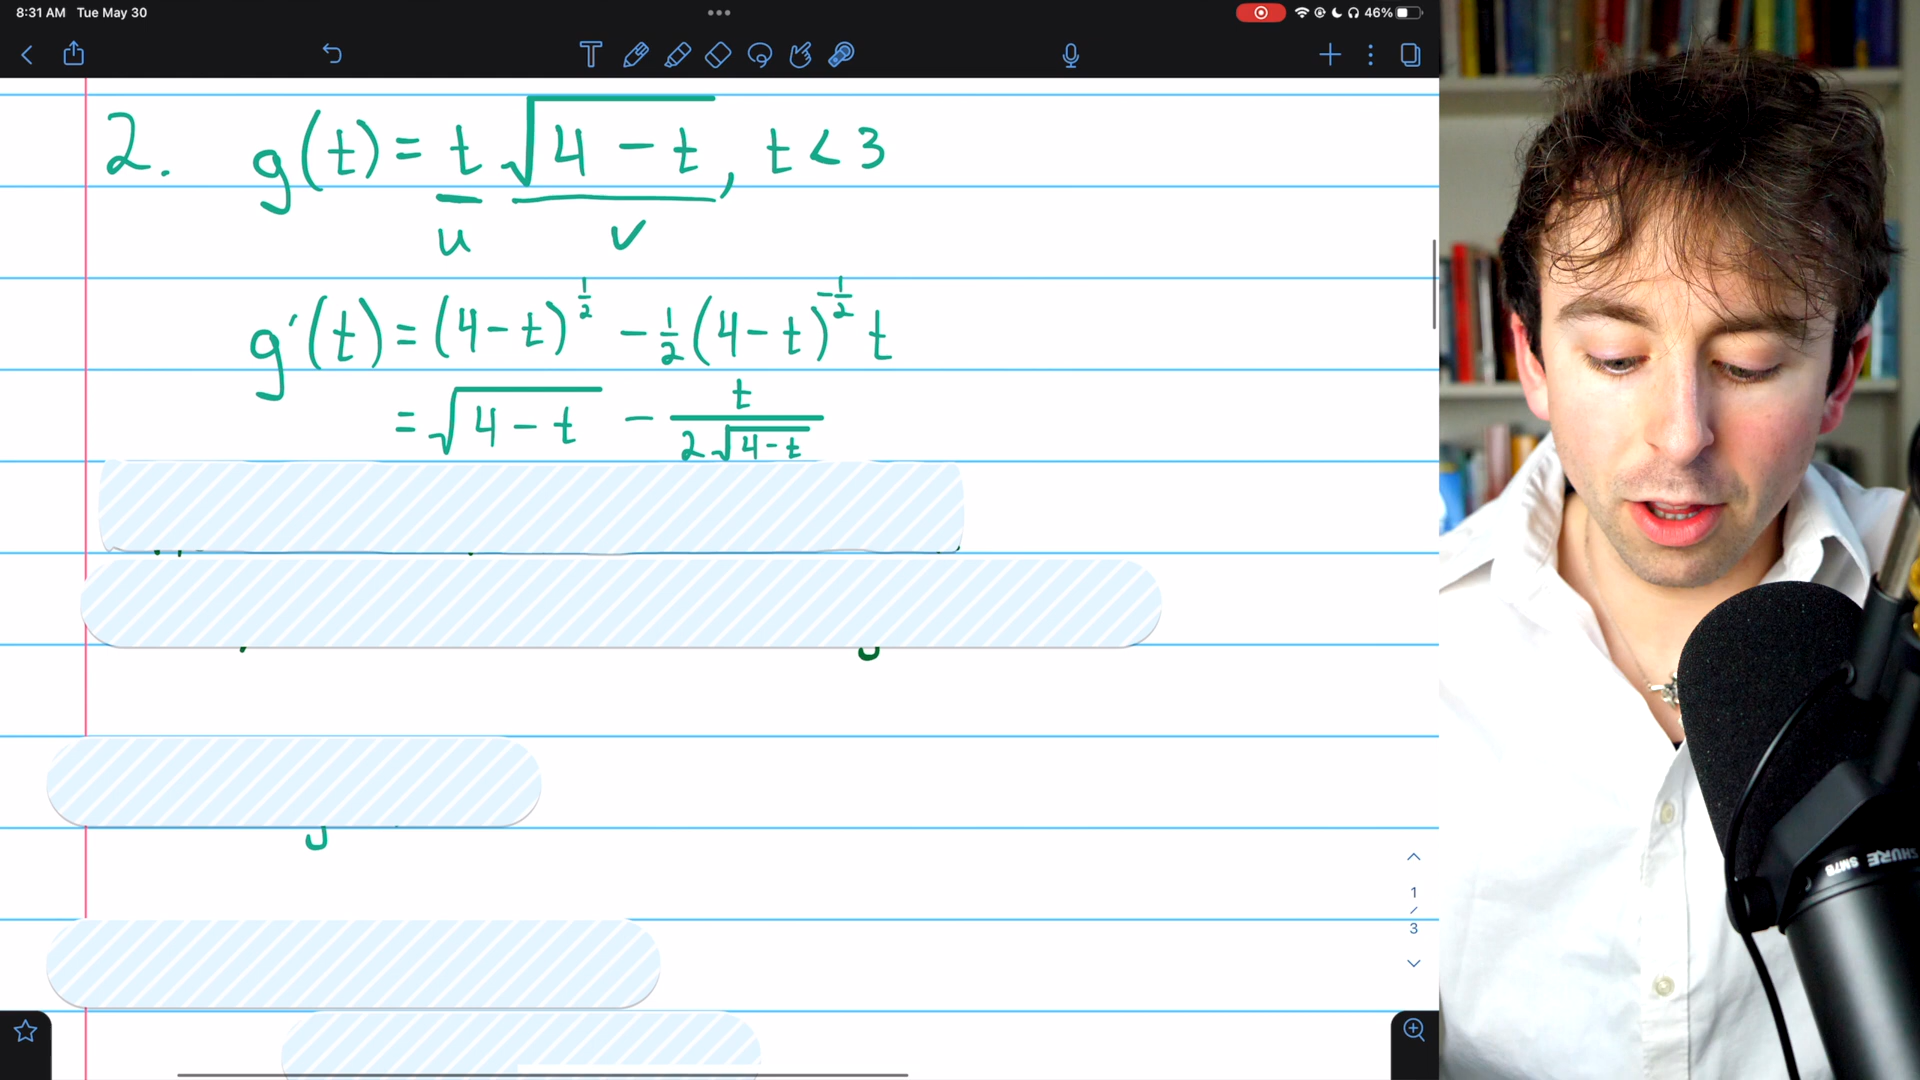 8:31 AM Tue May 30
46%
2. g(t) = t √(4 − t), t < 3
u v
g′(t) = (4−t)^(1/2) − 1/2 (4−t)^(−1/2) t
= √(4−t) − t/(2√(4−t))
1
/
3
SHURE
SM7B